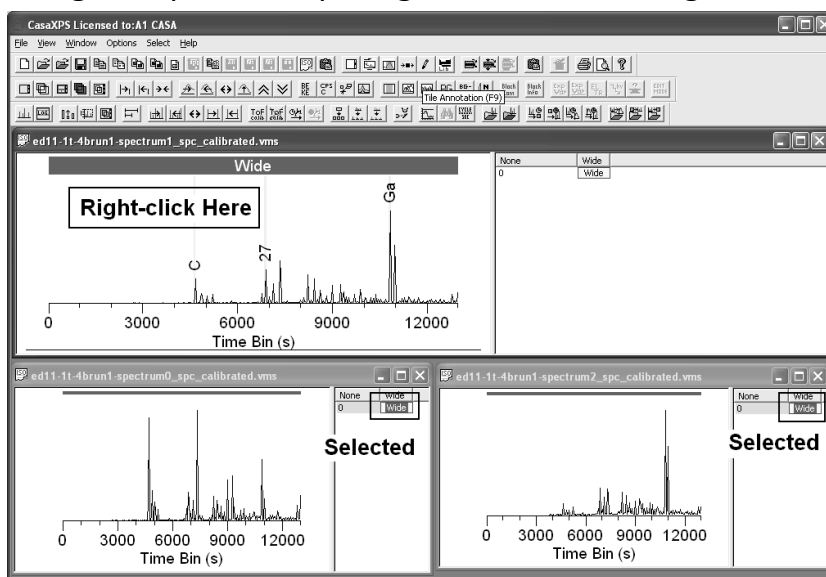 CasaXPS Licensed to:A1 CASA
File View Window Options Select Help
Tile Annotation (F9)
ed11-1t-4brun1-spectrum1_spc_calibrated.vms
Wide
Right-click Here
C
27
Ga
0 3000 6000 9000 12000
Time Bin (s)
None Wide
0 Wide
ed11-1t-4brun1-spectrum0_spc_calibrated.vms
None Wide
0 Wide
Selected
0 3000 6000 9000 12000
Time Bin (s)
ed11-1t-4brun1-spectrum2_spc_calibrated.vms
None Wide
0 Wide
Selected
0 3000 6000 9000 12000
Time Bin (s)